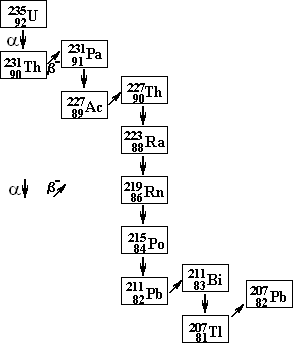 235 92 U
α
231 90 Th β⁻ 231 91 Pa
227 89 Ac 227 90 Th
223 88 Ra
α β⁻ 219 86 Rn
215 84 Po
211 82 Pb 211 83 Bi 207 82 Pb
207 81 Tl